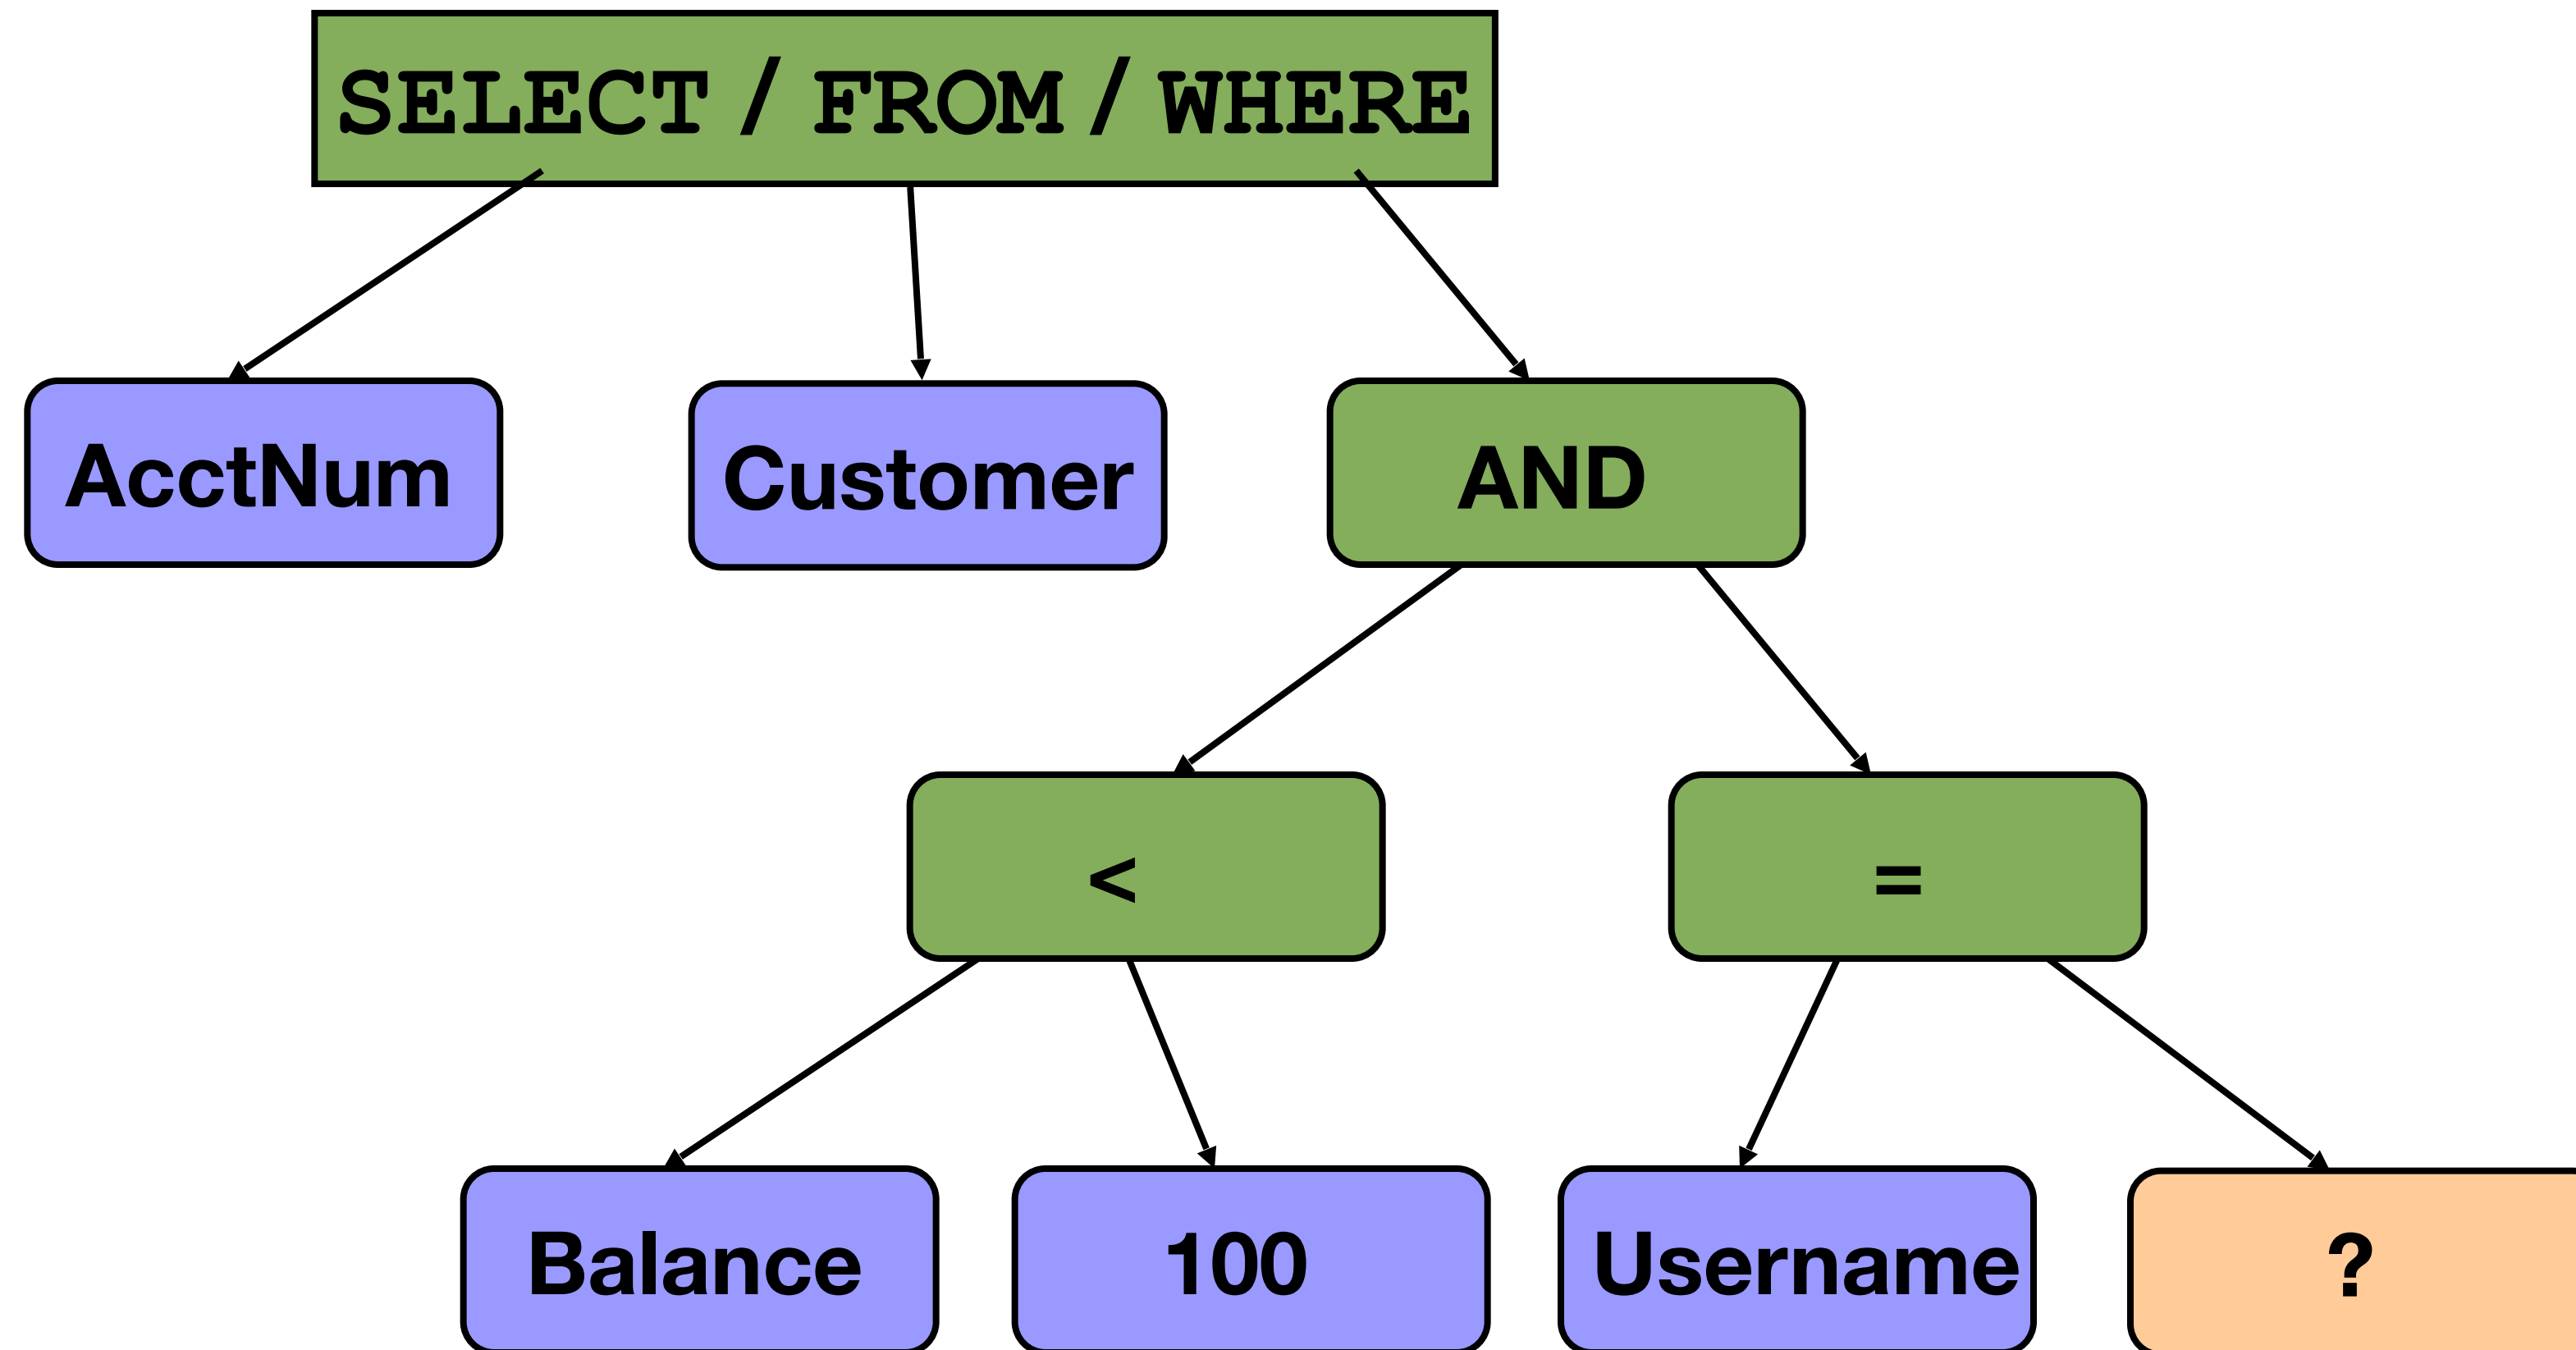 SELECT / FROM / WHERE
AcctNum
Customer
AND
<
=
Balance
100
Username
?